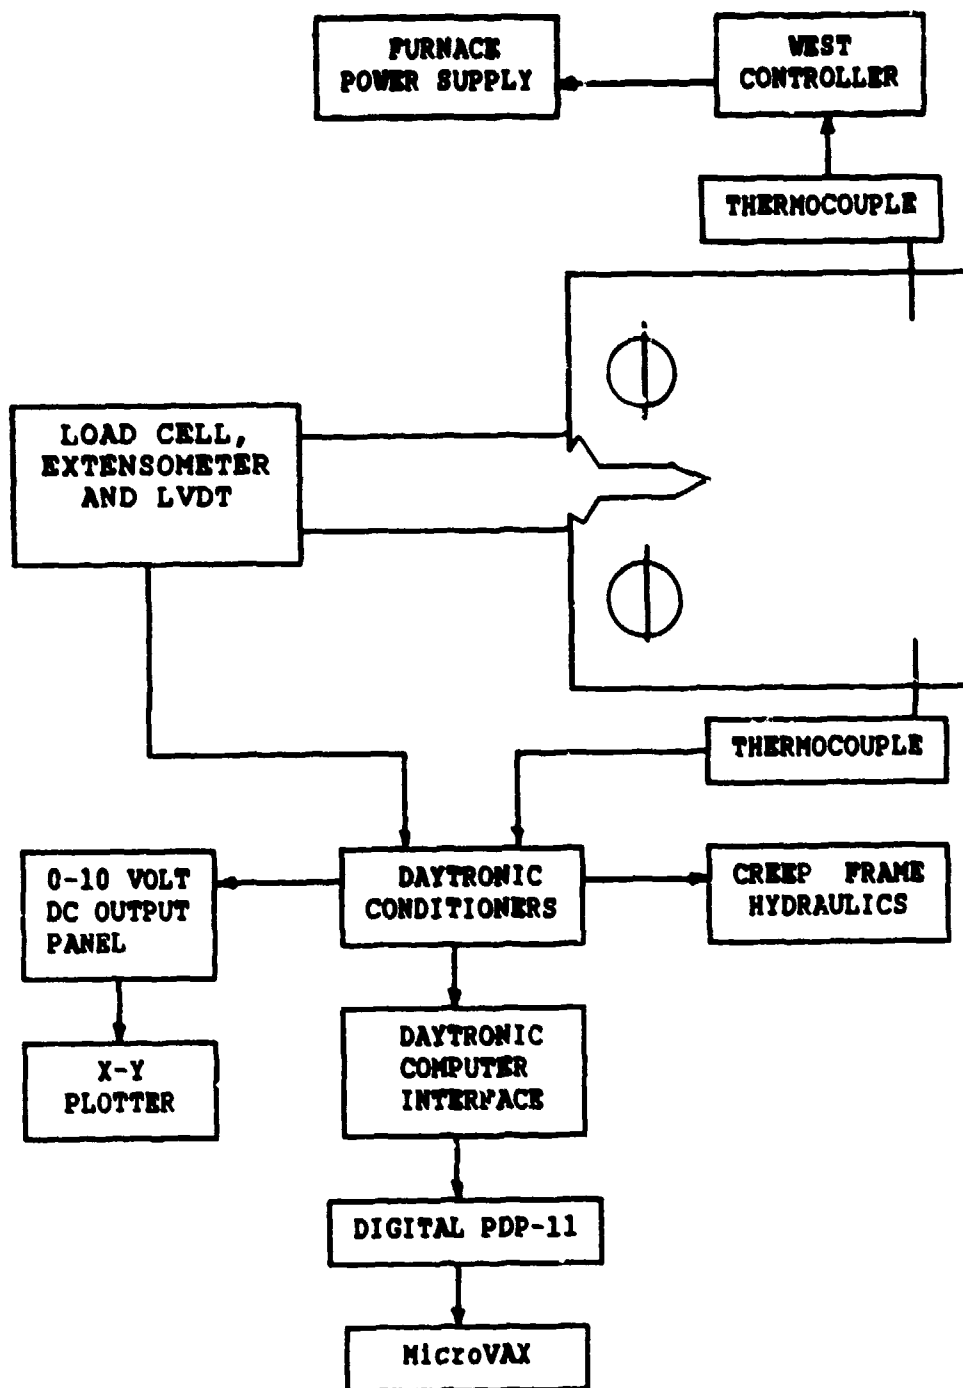 FURNACE
POWER SUPPLY
WEST
CONTROLLER
THERMOCOUPLE
LOAD CELL,
EXTENSOMETER
AND LVDT
THERMOCOUPLE
0-10 VOLT
DC OUTPUT
PANEL
DAYTRONIC
CONDITIONERS
CREEP FRAME
HYDRAULICS
X-Y
PLOTTER
DAYTRONIC
COMPUTER
INTERFACE
DIGITAL PDP-11
MicroVAX